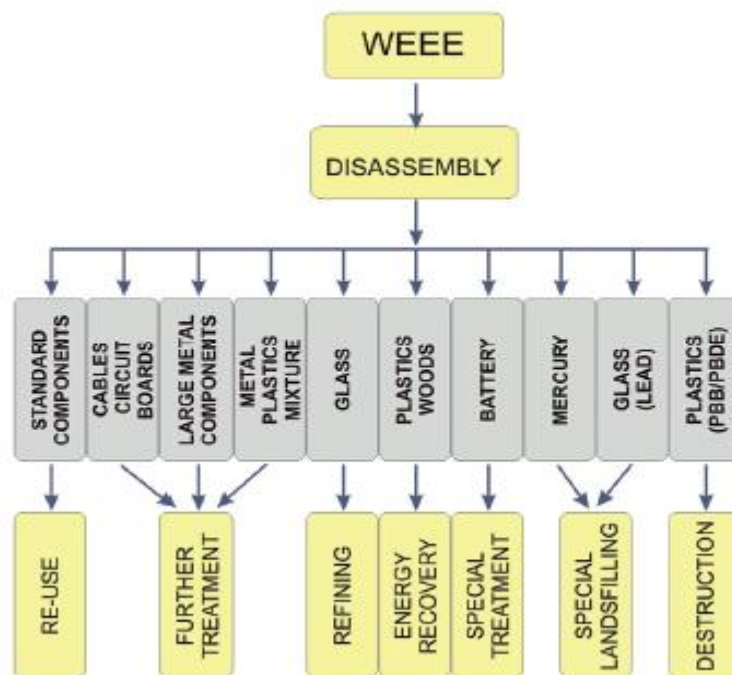 WEEE
DISASSEMBLY
STANDARD
COMPONENTS
CABLES
CIRCUIT
BOARDS
LARGE METAL
COMPONENTS
METAL
PLASTICS
MIXTURE
GLASS
PLASTICS
WOODS
BATTERY
MERCURY
GLASS
(LEAD)
PLASTICS
(PBB/PBDE)
RE-USE
FURTHER
TREATMENT
REFINING
ENERGY
RECOVERY
SPECIAL
TREATMENT
SPECIAL
LANDSFILLING
DESTRUCTION